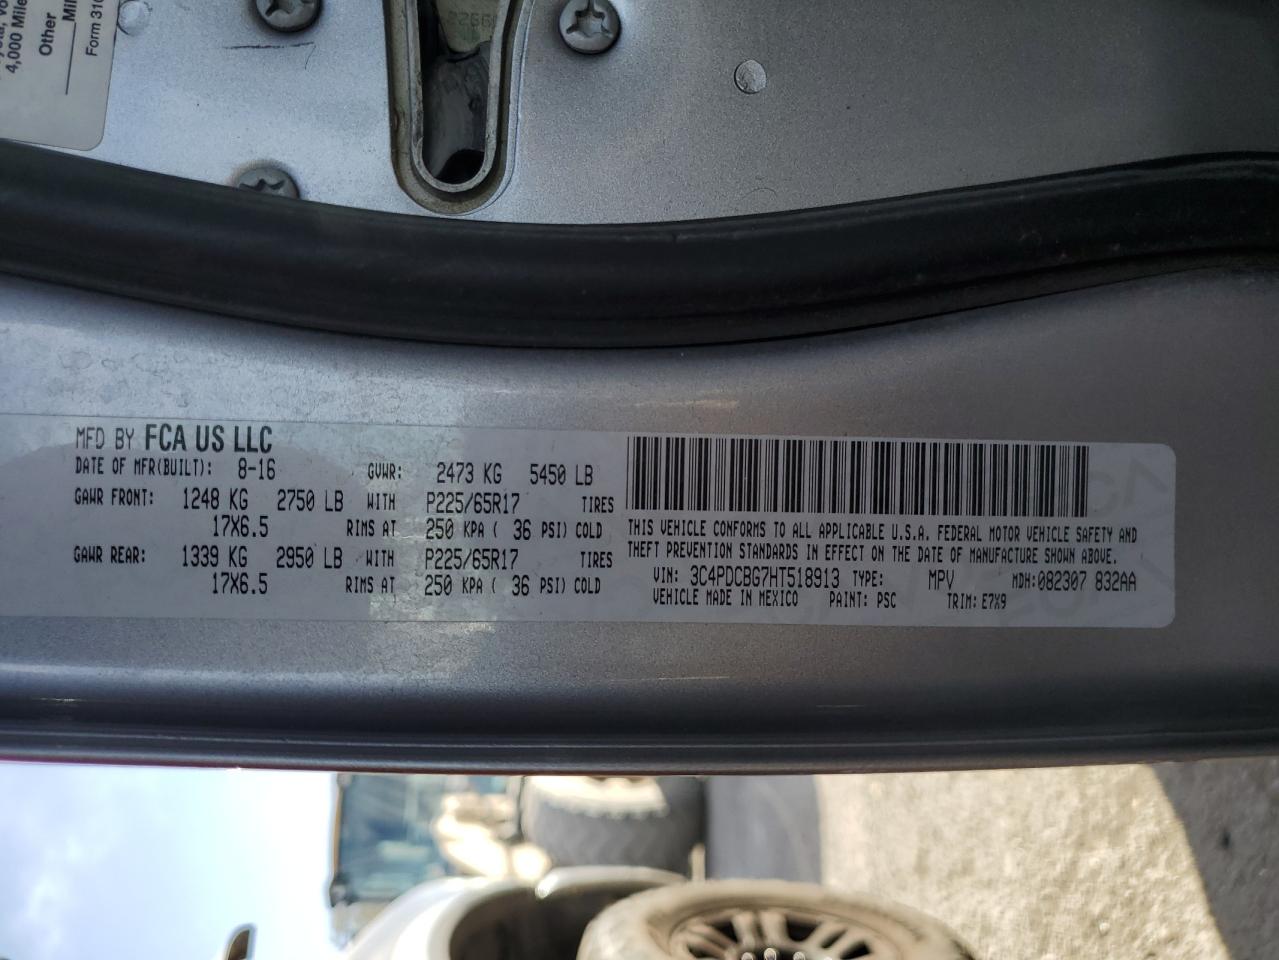 4,000 Mile
Other
Mil
Form 310
MFD BY FCA US LLC
DATE OF MFR(BUILT): 8-16 GVWR: 2473 KG 5450 LB
GAWR FRONT: 1248 KG 2750 LB WITH P225/65R17 TIRES
17X6.5 RIMS AT 250 KPA ( 36 PSI) COLD
GAWR REAR: 1339 KG 2950 LB WITH P225/65R17 TIRES
17X6.5 RIMS AT 250 KPA ( 36 PSI) COLD
THIS VEHICLE CONFORMS TO ALL APPLICABLE U.S.A. FEDERAL MOTOR VEHICLE SAFETY AND
THEFT PREVENTION STANDARDS IN EFFECT ON THE DATE OF MANUFACTURE SHOWN ABOVE.
VIN: 3C4PDCBG7HT518913 TYPE: MPV MDH:082307 832AA
VEHICLE MADE IN MEXICO PAINT: PSC TRIM: E7X9